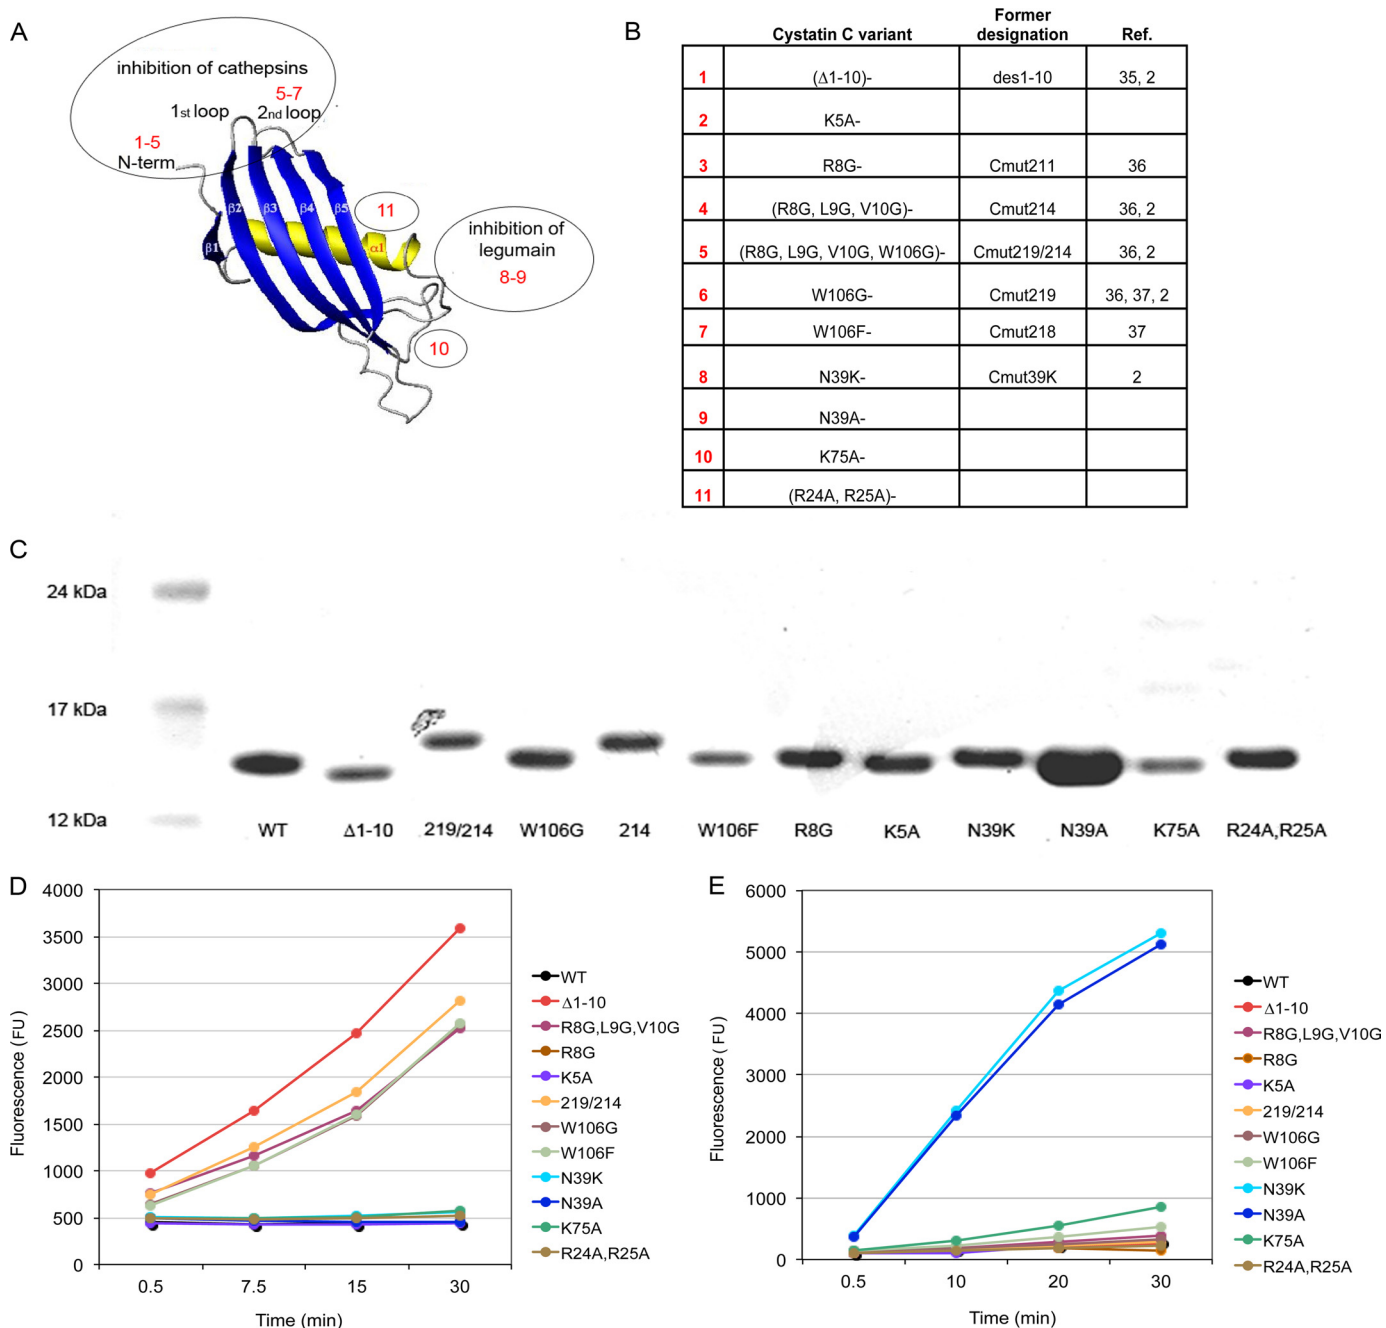 A
inhibition of cathepsins
5-7
1st loop 2nd loop
1-5
N-term
β2 β3 β4 β5
11
β1
α1
inhibition of
legumain
8-9
10
B
Cystatin C variant Former designation Ref.
1 (Δ1-10)- des1-10 35, 2
2 K5A-
3 R8G- Cmut211 36
4 (R8G, L9G, V10G)- Cmut214 36, 2
5 (R8G, L9G, V10G, W106G)- Cmut219/214 36, 2
6 W106G- Cmut219 36, 37, 2
7 W106F- Cmut218 37
8 N39K- Cmut39K 2
9 N39A-
10 K75A-
11 (R24A, R25A)-
C
24 kDa
17 kDa
12 kDa
WT Δ1-10 219/214 W106G 214 W106F R8G K5A N39K N39A K75A R24A,R25A
D
Fluorescence (FU)
4000
3500
3000
2500
2000
1500
1000
500
0
0.5 7.5 15 30
Time (min)
WT
Δ1-10
R8G,L9G,V10G
R8G
K5A
219/214
W106G
W106F
N39K
N39A
K75A
R24A,R25A
E
Fluorescence ( FU)
6000
5000
4000
3000
2000
1000
0
0.5 10 20 30
Time (min)
WT
Δ1-10
R8G,L9G,V10G
R8G
K5A
219/214
W106G
W106F
N39K
N39A
K75A
R24A,R25A